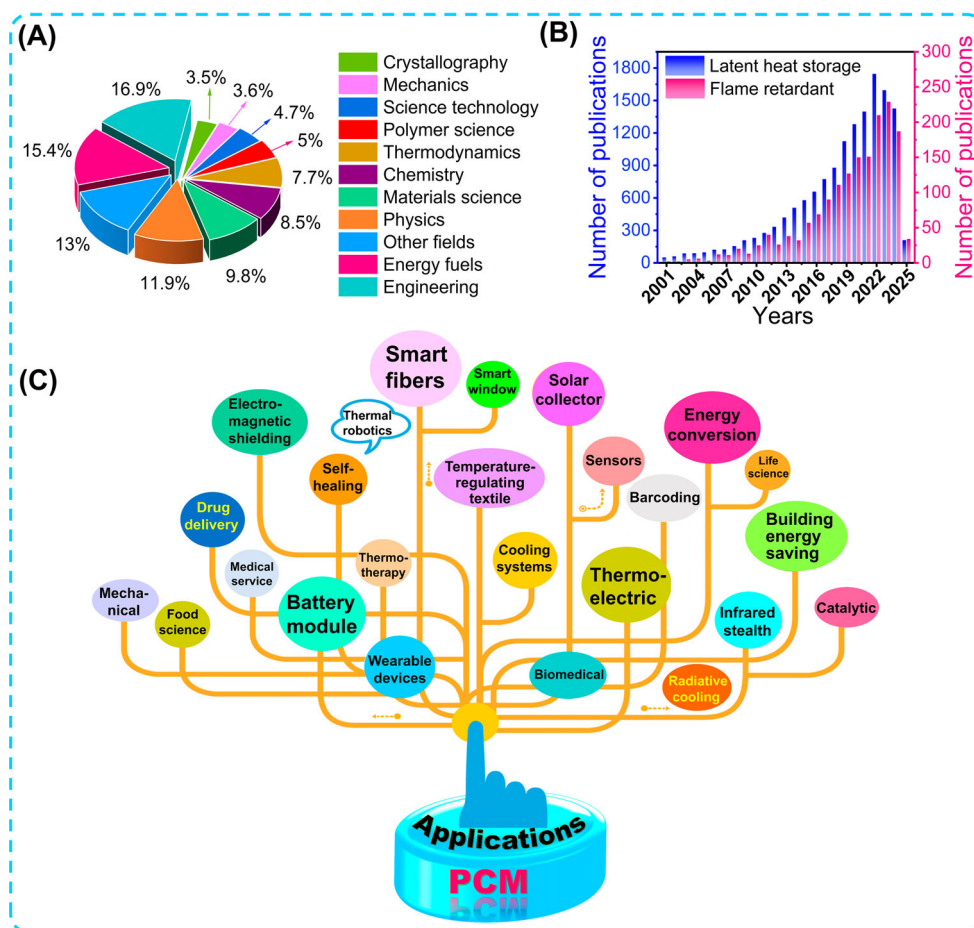 (A)
3.5%
3.6%
4.7%
5%
7.7%
8.5%
9.8%
11.9%
13%
15.4%
16.9%
Crystallography
Mechanics
Science technology
Polymer science
Thermodynamics
Chemistry
Materials science
Physics
Other fields
Energy fuels
Engineering
(B)
Number of publications
1800
1500
1200
900
600
300
0
Latent heat storage
Flame retardant
300
250
200
150
100
50
0
Number of publications
2001
2004
2007
2010
2013
2016
2019
2022
2025
Years
(C)
Smart
fibers
Smart
window
Solar
collector
Electro-
magnetic
shielding
Thermal
robotics
Energy
conversion
Self-
healing
Temperature-
regulating
textile
Sensors
Life
science
Barcoding
Drug
delivery
Building
energy
saving
Medical
service
Thermo-
therapy
Cooling
systems
Thermo-
electric
Mecha-
nical
Food
science
Battery
module
Infrared
stealth
Catalytic
Wearable
devices
Biomedical
Radiative
cooling
Applications
PCM